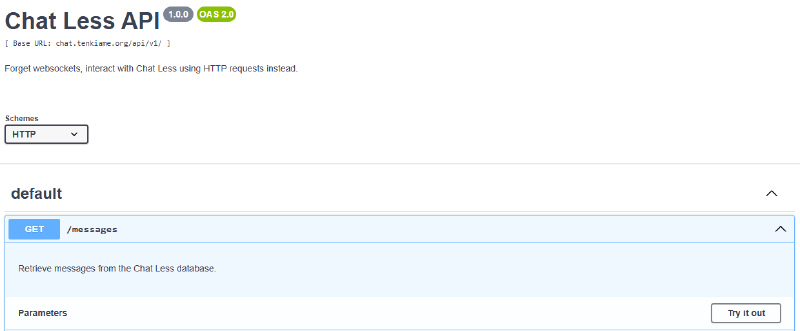 Chat Less API 1.0.0 OAS 2.0
[ Base URL: chat.tenkiame.org/api/v1/ ]
Forget websockets, interact with Chat Less using HTTP requests instead.
Schemes
HTTP
default
GET /messages
Retrieve messages from the Chat Less database.
Parameters Try it out